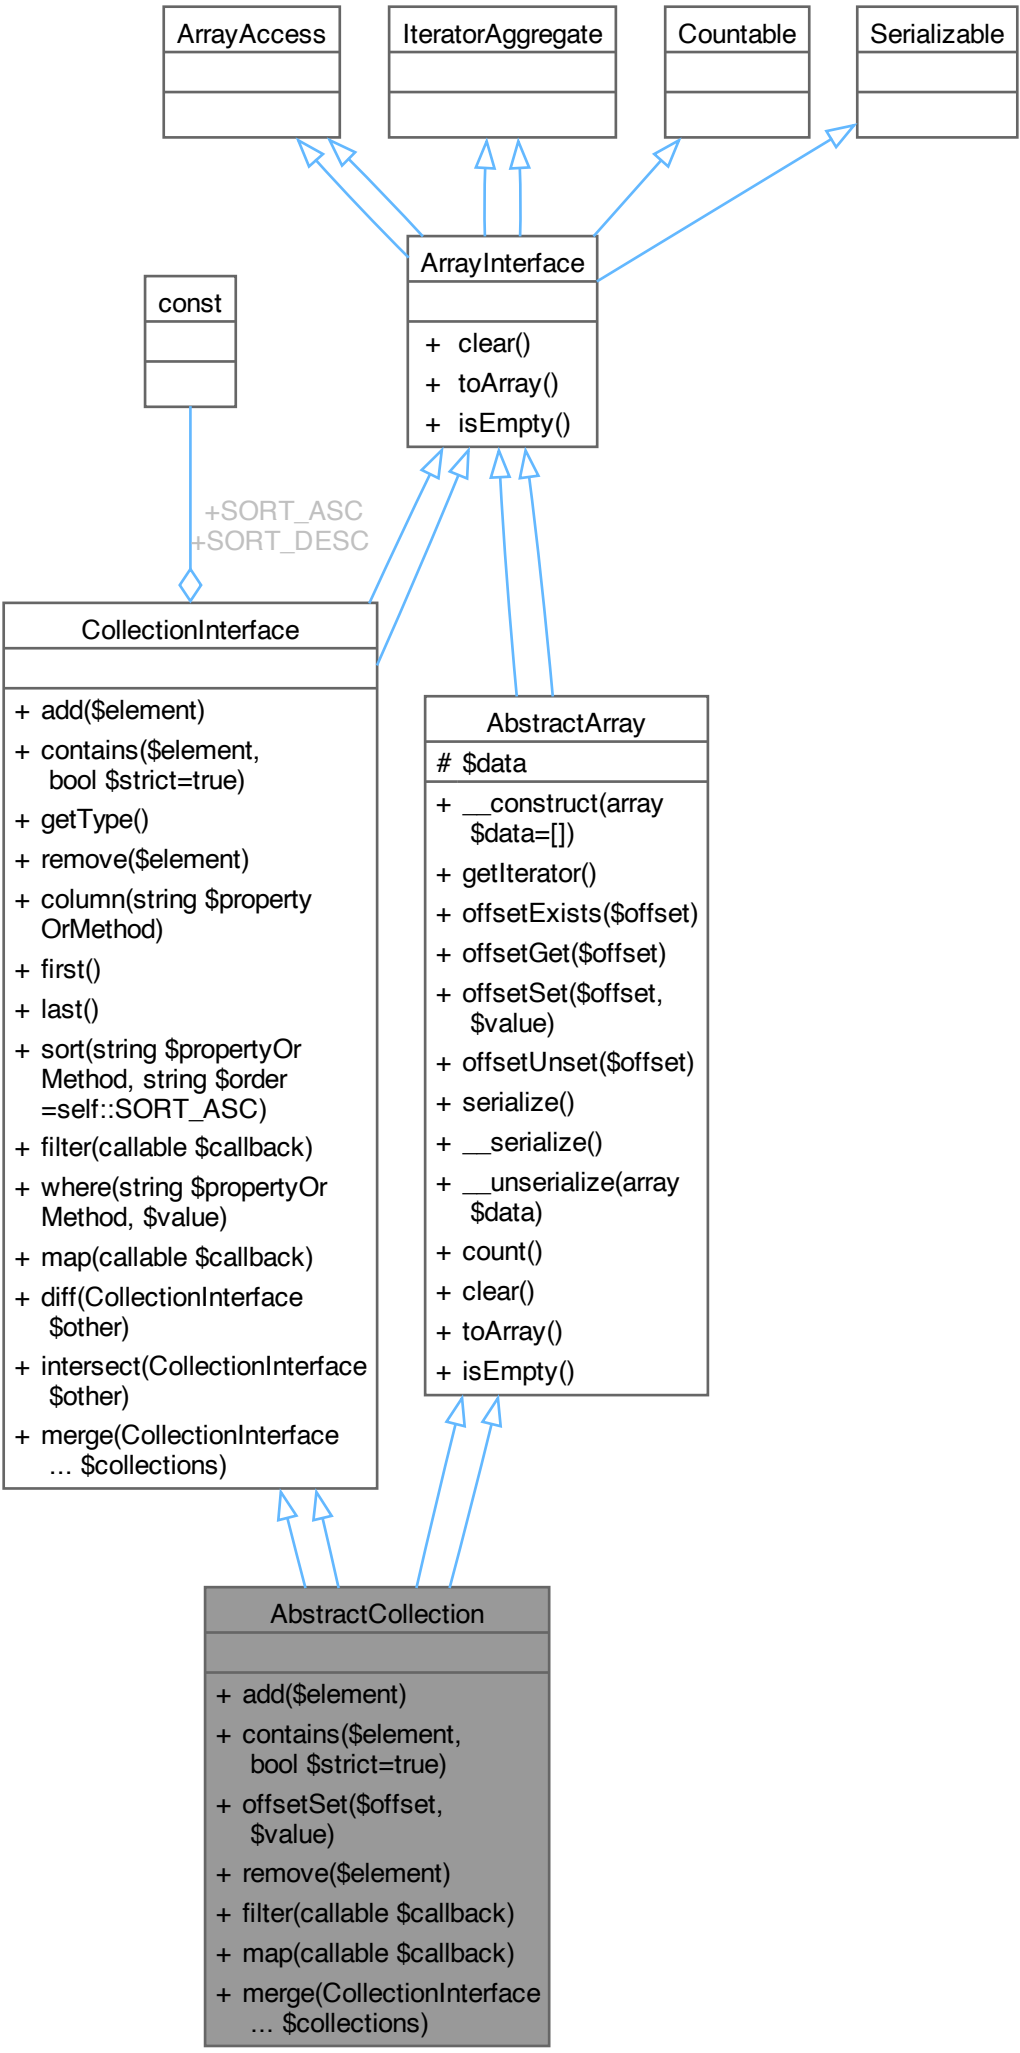 ArrayAccess
IteratorAggregate
Countable
Serializable
ArrayInterface
+ clear()
+ toArray()
+ isEmpty()
const
+SORT_ASC
+SORT_DESC
CollectionInterface
+ add($element)
+ contains($element,
bool $strict=true)
+ getType()
+ remove($element)
+ column(string $property
OrMethod)
+ first()
+ last()
+ sort(string $propertyOr
Method, string $order
=self::SORT_ASC)
+ filter(callable $callback)
+ where(string $propertyOr
Method, $value)
+ map(callable $callback)
+ diff(CollectionInterface
$other)
+ intersect(CollectionInterface
$other)
+ merge(CollectionInterface
... $collections)
AbstractArray
# $data
+ __construct(array
$data=[])
+ getIterator()
+ offsetExists($offset)
+ offsetGet($offset)
+ offsetSet($offset,
$value)
+ offsetUnset($offset)
+ serialize()
+ __serialize()
+ __unserialize(array
$data)
+ count()
+ clear()
+ toArray()
+ isEmpty()
AbstractCollection
+ add($element)
+ contains($element,
bool $strict=true)
+ offsetSet($offset,
$value)
+ remove($element)
+ filter(callable $callback)
+ map(callable $callback)
+ merge(CollectionInterface
... $collections)